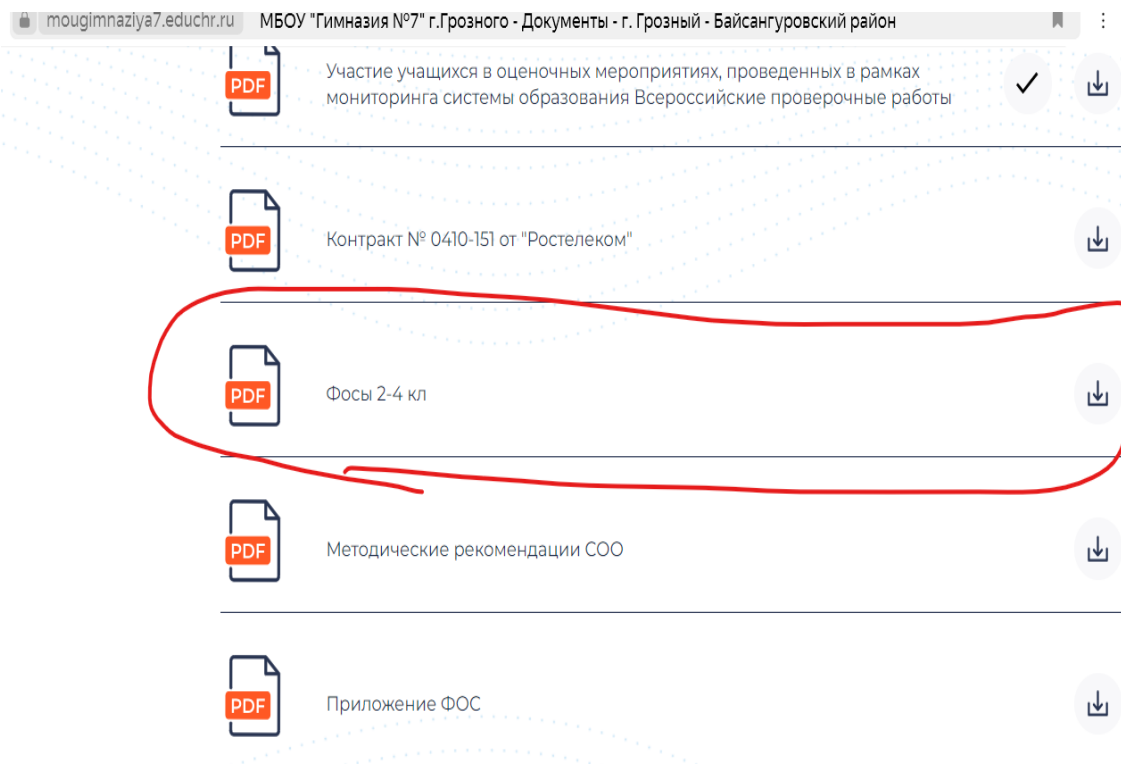 mougimnaziya7.educhr.ru МБОУ "Гимназия №7" г.Грозного - Документы - г. Грозный - Байсангуровский район
PDF
Участие учащихся в оценочных мероприятиях, проведенных в рамках
мониторинга системы образования Всероссийские проверочные работы
PDF
Контракт № 0410-151 от "Ростелеком"
PDF
Фосы 2-4 кл
PDF
Методические рекомендации СОО
PDF
Приложение ФОС